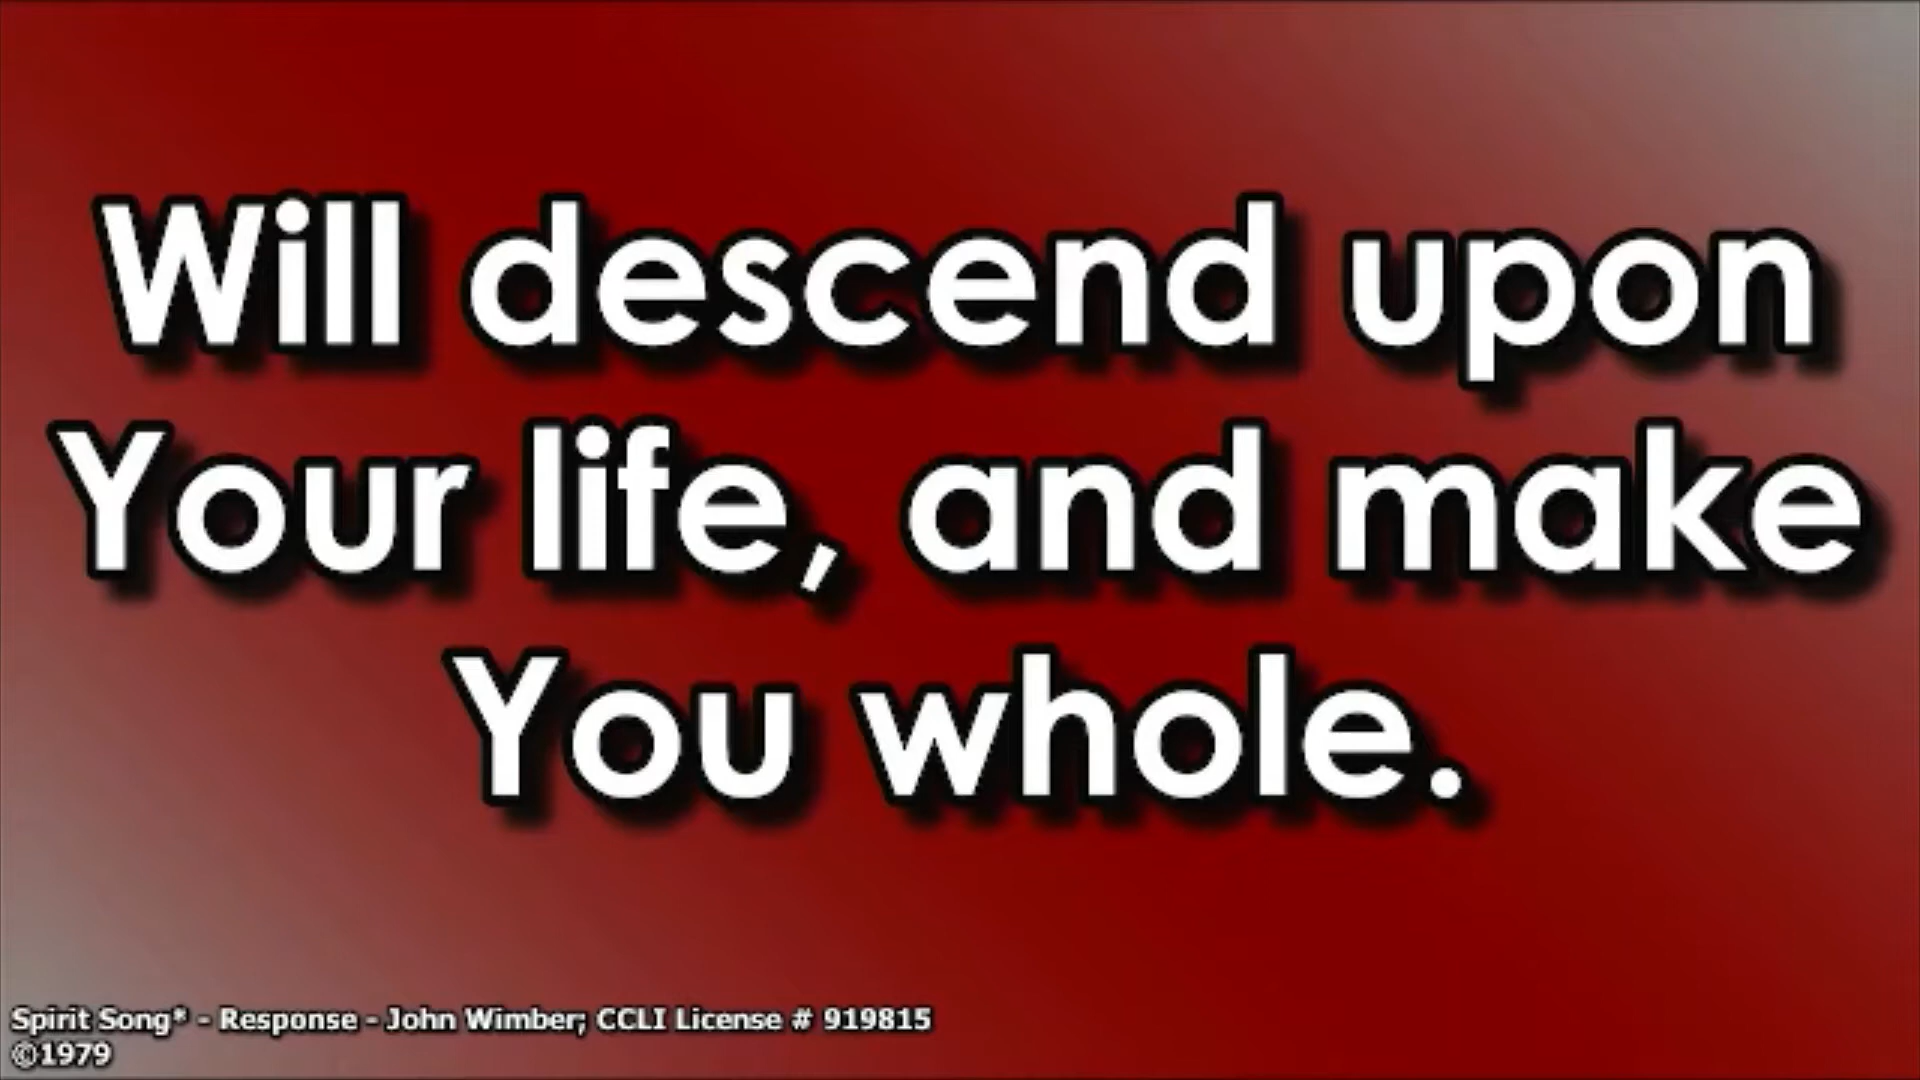 Will descend upon
Your life, and make
You whole.
Spirit Song* - Response - John Wimber; CCLI License # 919815
©1979